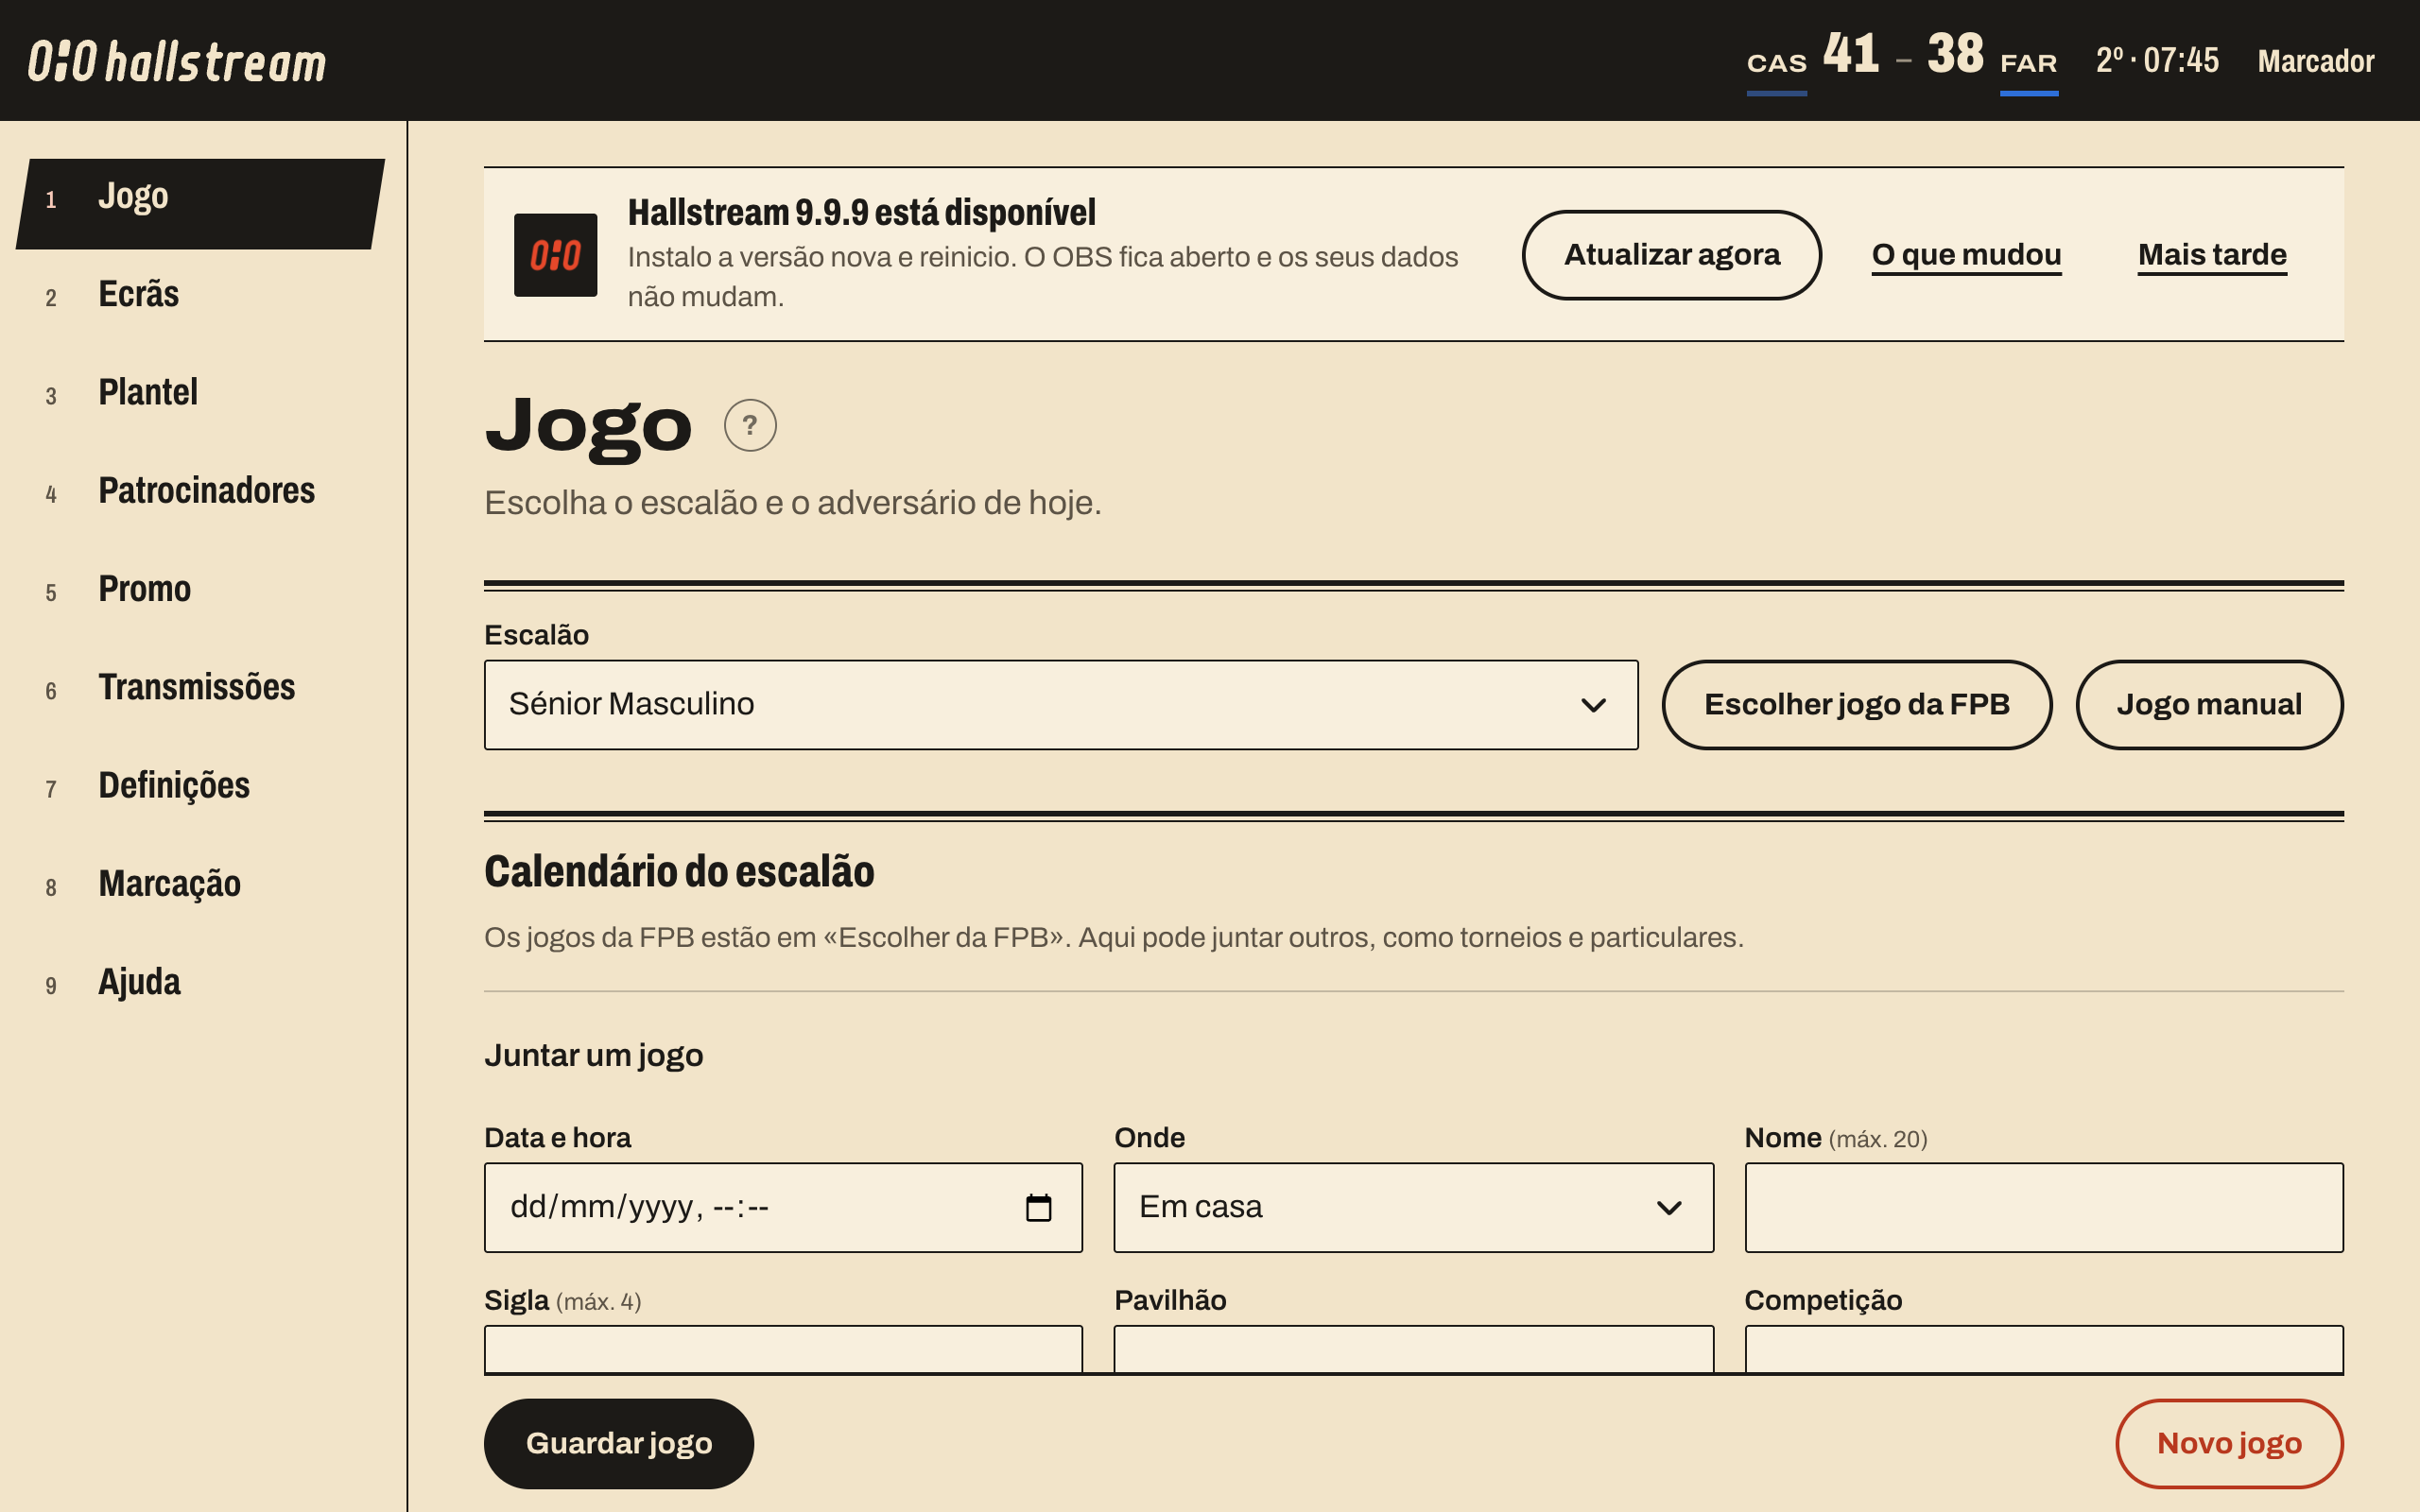 0:0 hallstream
CAS 41 – 38 FAR 2º · 07:45 Marcador
1 Jogo
2 Ecrãs
3 Plantel
4 Patrocinadores
5 Promo
6 Transmissões
7 Definições
8 Marcação
9 Ajuda
0:0
Hallstream 9.9.9 está disponível
Instalo a versão nova e reinicio. O OBS fica aberto e os seus dados
não mudam.
Atualizar agora O que mudou Mais tarde
Jogo ?
Escolha o escalão e o adversário de hoje.
Escalão
Sénior Masculino Escolher jogo da FPB Jogo manual
Calendário do escalão
Os jogos da FPB estão em «Escolher da FPB». Aqui pode juntar outros, como torneios e particulares.
Juntar um jogo
Data e hora Onde Nome (máx. 20)
dd/mm/yyyy, --:-- Em casa
Sigla (máx. 4) Pavilhão Competição
Guardar jogo Novo jogo